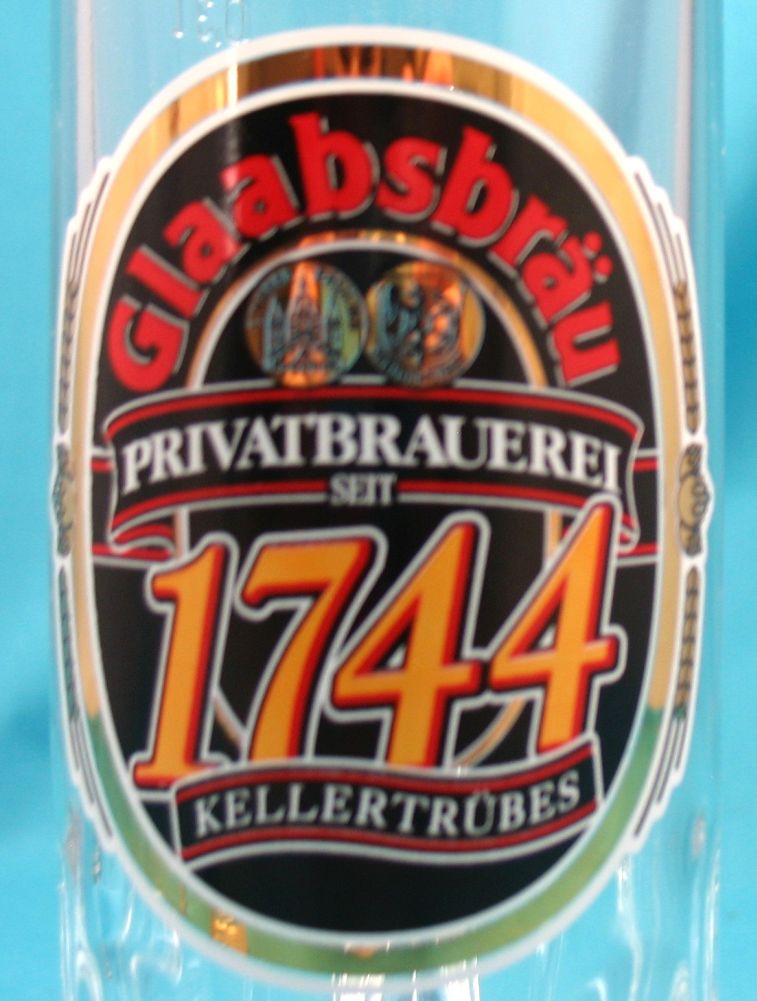 Glaabsbräu
PRIVATBRAUEREI
SEIT
1744
KELLERTRÜBES